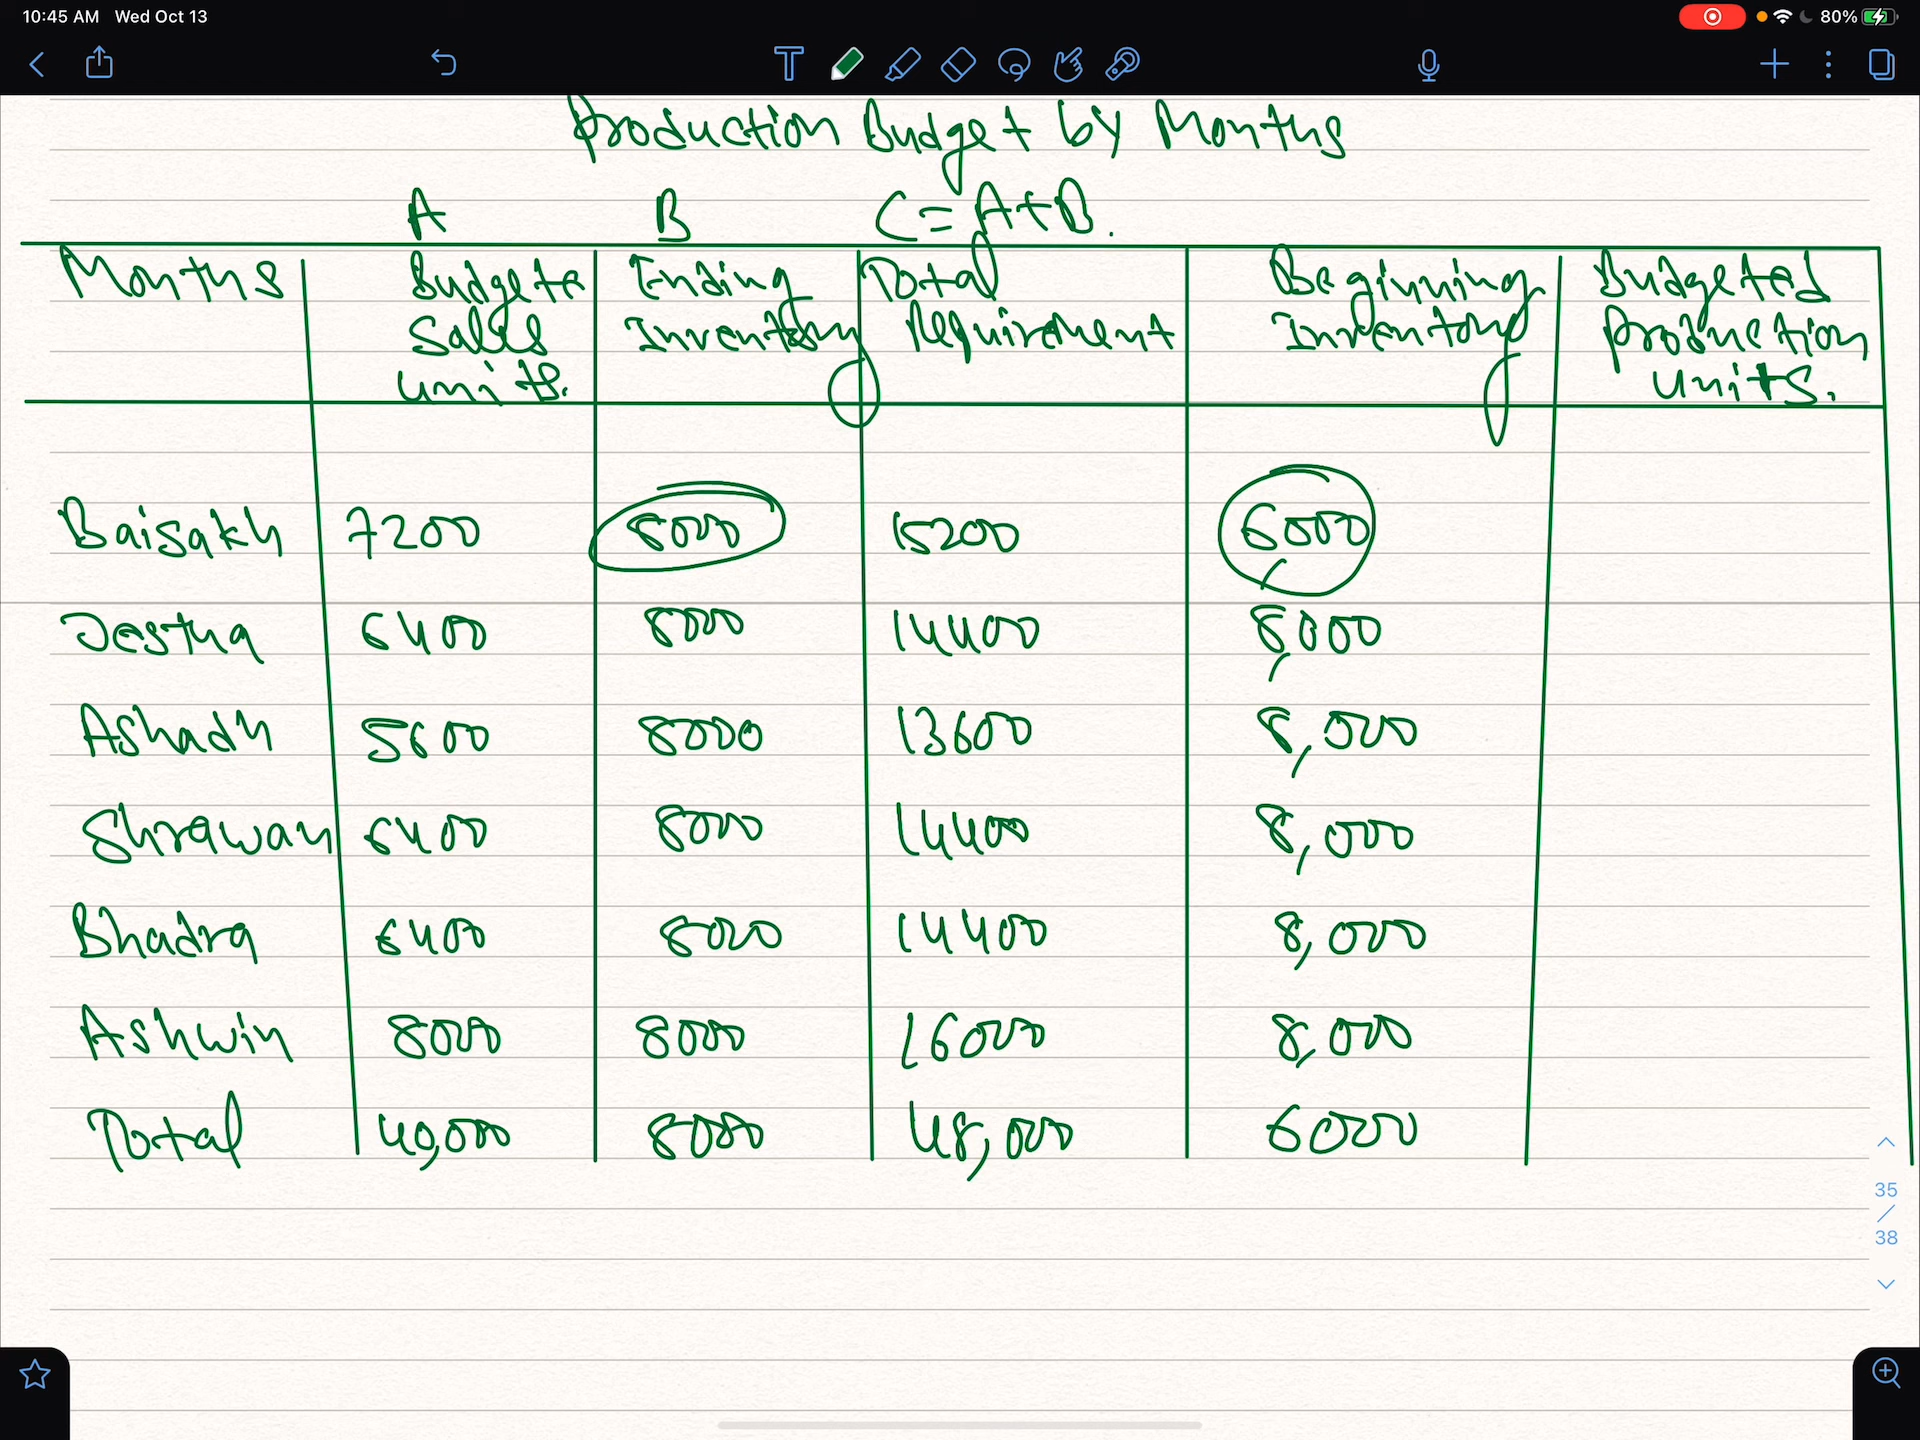 10:45 AM Wed Oct 13
80%
Production Budget by Months
A B C = A+B.
Months Budgete Ending Total Beginning Budgeted
Sales Inventory Requirement Inventory Production
units. units.
Baisakh 7200 8000 15200 6000
Jestha 6400 8000 14400 8,000
Ashadh 5600 8000 13600 8,000
Shrawan 6400 8000 14400 8,000
Bhadra 6400 8000 14400 8,000
Ashwin 8000 8000 16000 8,000
Total 40,000 8000 48,000 6000
35
/
38